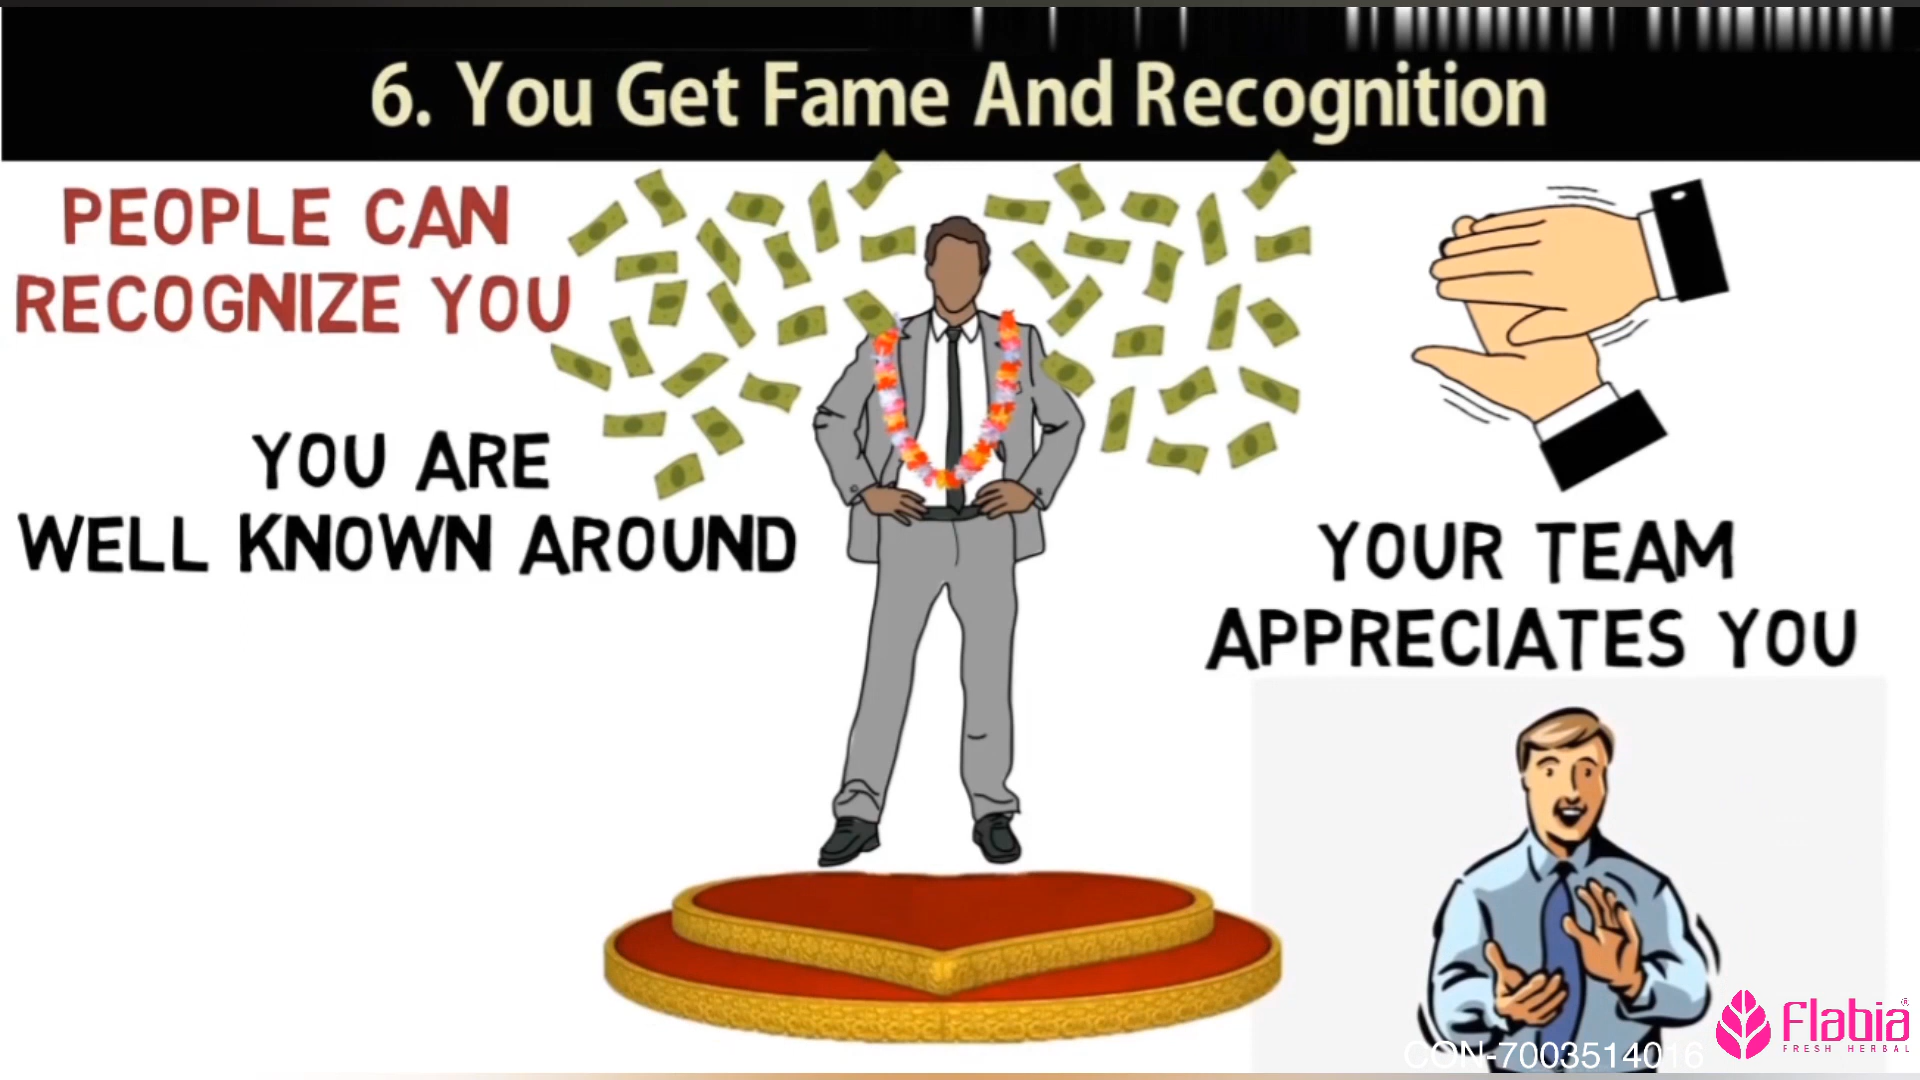 6. You Get Fame And Recognition
PEOPLE CAN
RECOGNIZE YOU
YOU ARE
WELL KNOWN AROUND
YOUR TEAM
APPRECIATES YOU
CON-7003514016
Flabia®
FRESH HERBAL